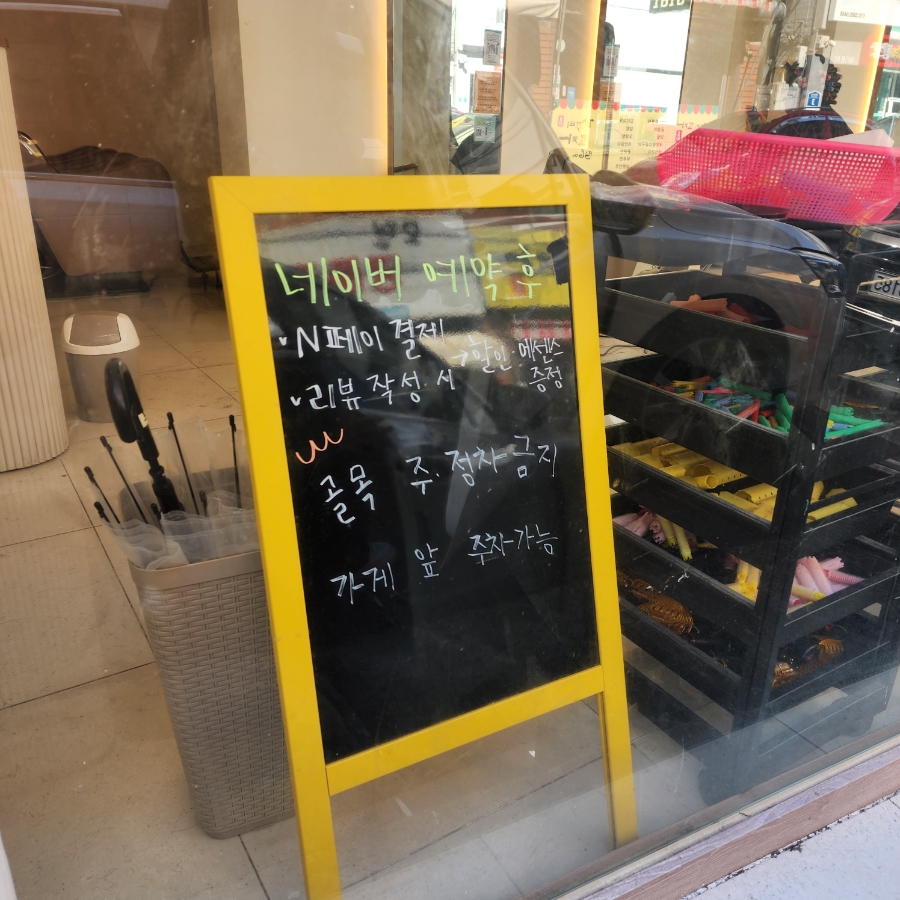 네이버 예약 후
• N페이 결제
• 리뷰 작성 시 할인·에센스
증정
골목 주·정차 금지
가게 앞 주차가능